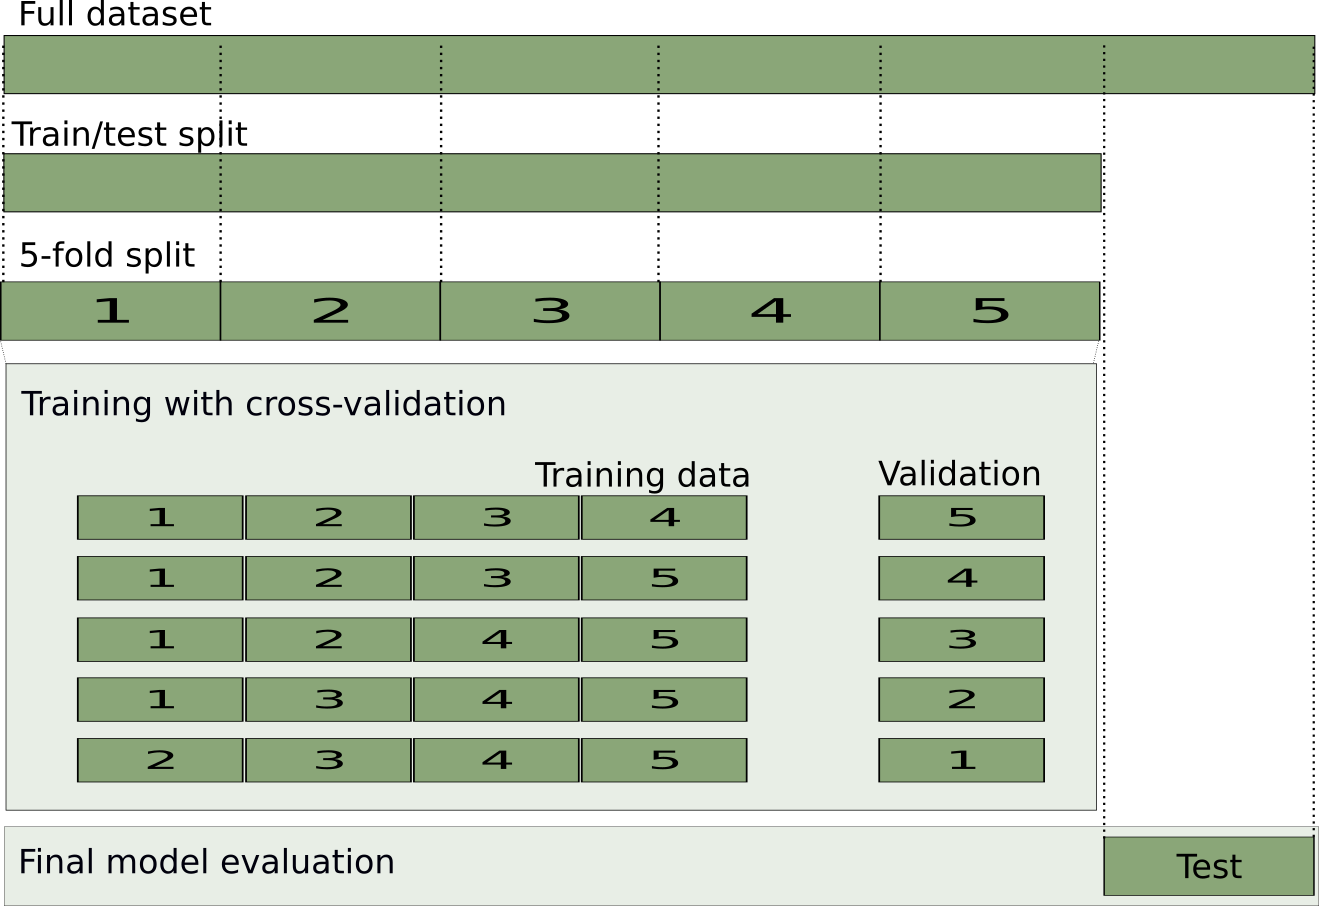 Full dataset
Train/test split
5-fold split
1 2 3 4 5
Training with cross-validation
Training data Validation
1 2 3 4 5
1 2 3 5 4
1 2 4 5 3
1 3 4 5 2
2 3 4 5 1
Final model evaluation
Test